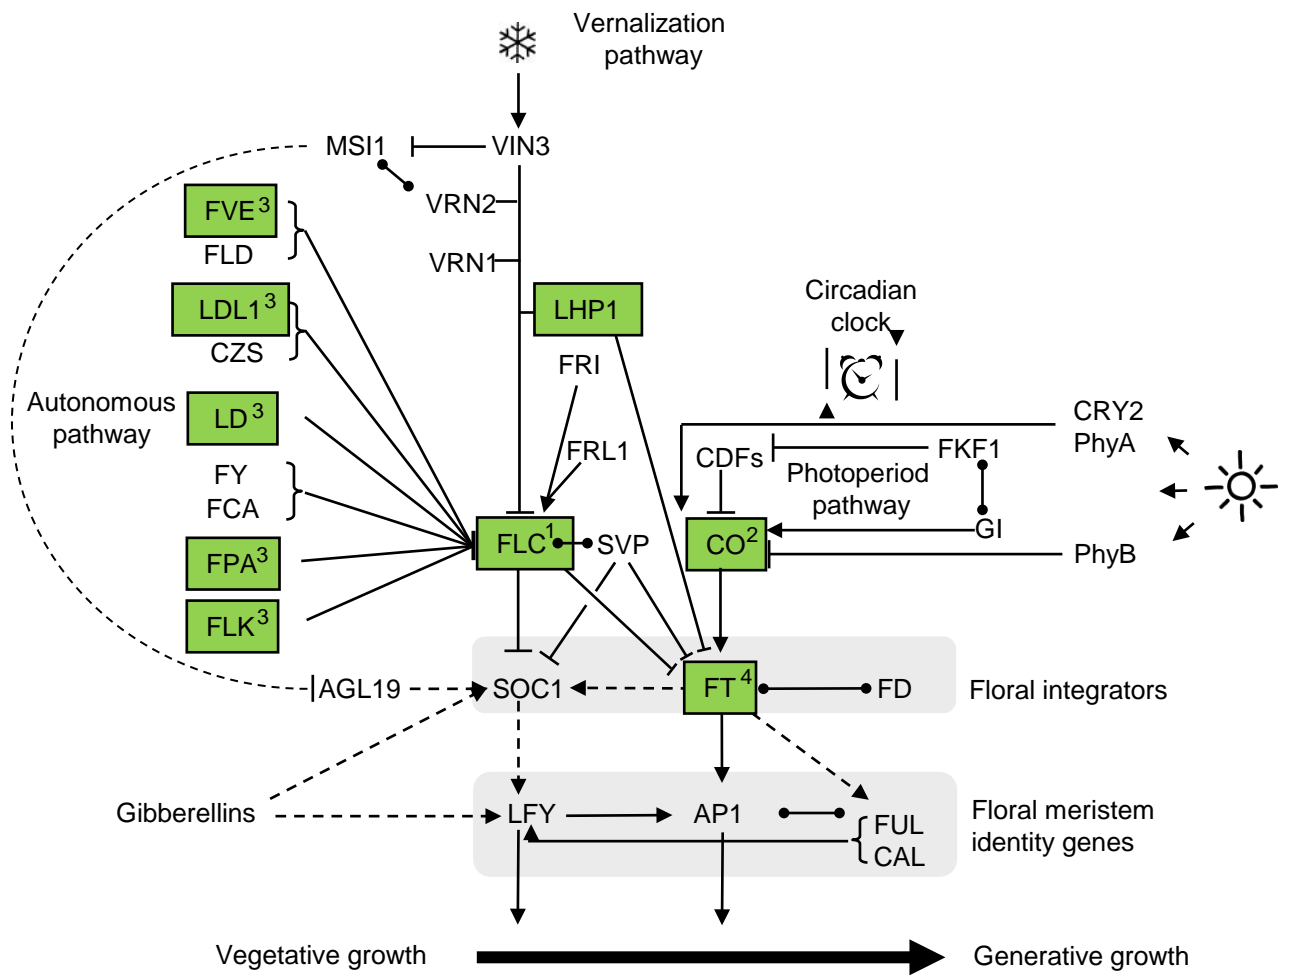 Vernalization
pathway
MSI1
VIN3
VRN2
FVE3
FLD
VRN1
LDL13
CZS
LHP1
Circadian
clock
FRI
Autonomous
pathway
LD3
CRY2
PhyA
FRL1
CDFs
FKF1
Photoperiod
pathway
FY
FCA
FLC1
SVP
CO2
GI
PhyB
FPA3
FLK3
AGL19
SOC1
FT4
FD
Floral integrators
Gibberellins
LFY
AP1
FUL
CAL
Floral meristem
identity genes
Vegetative growth
Generative growth